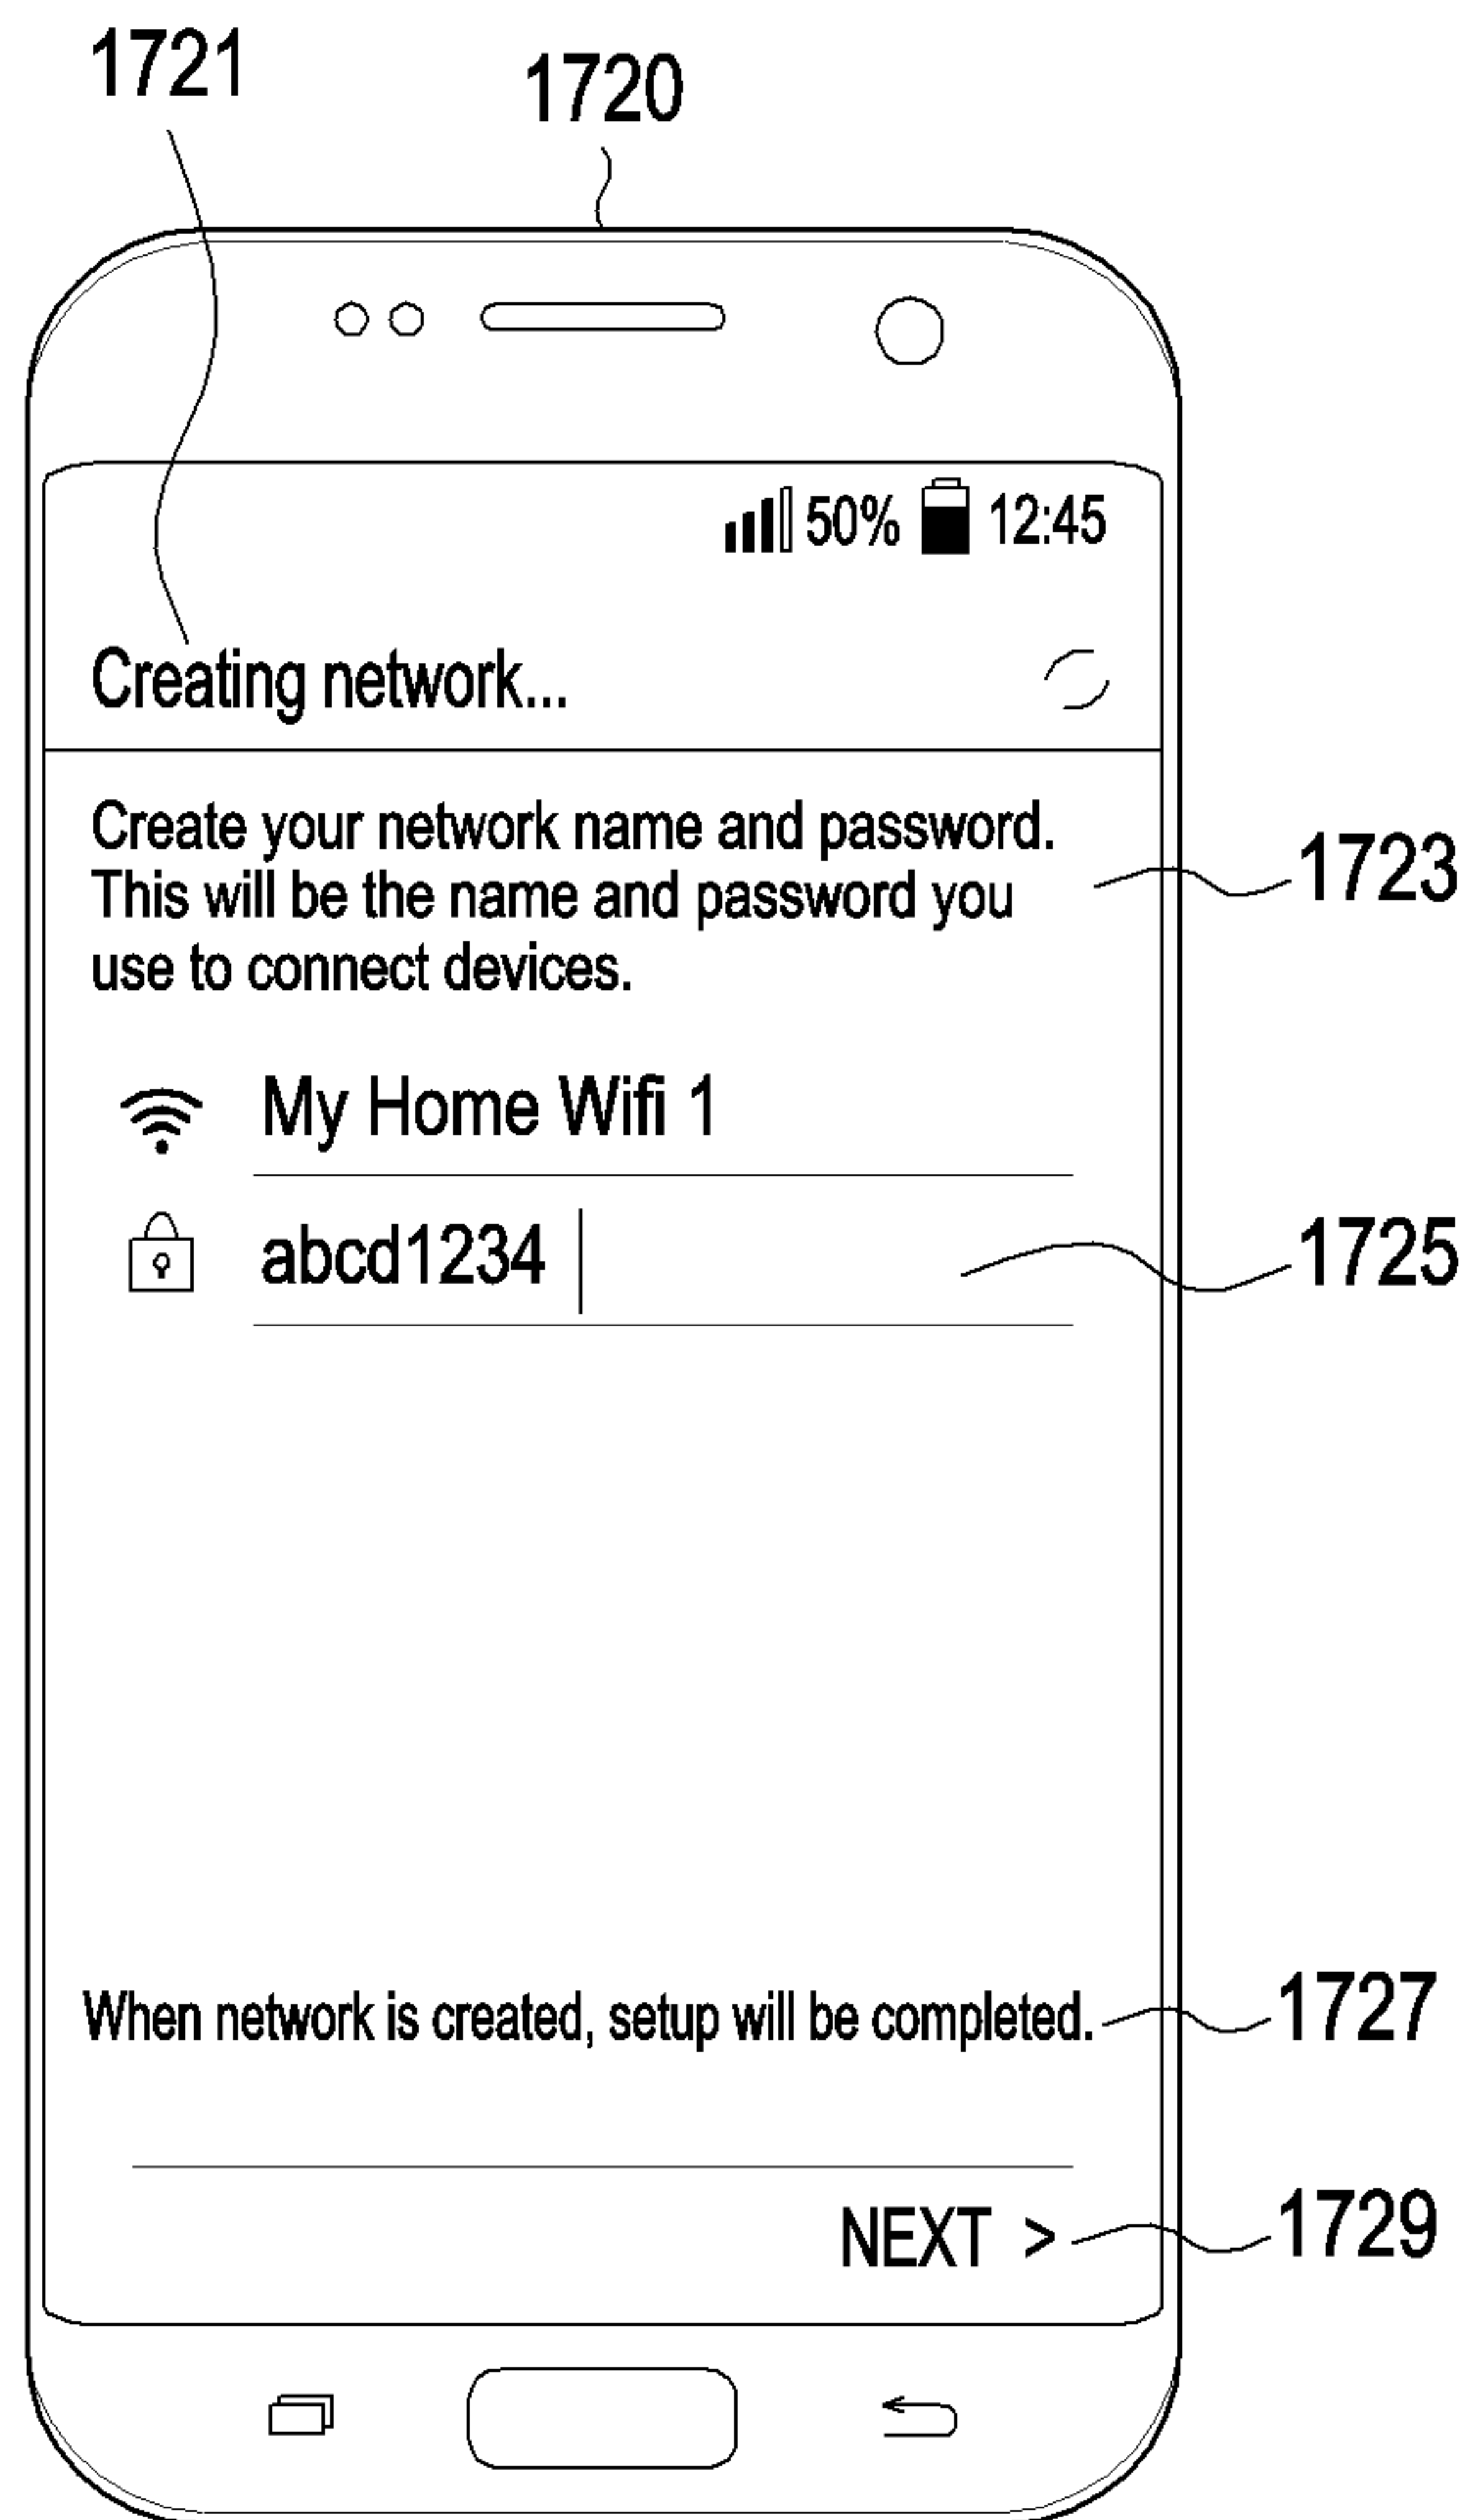 1721
1720
50% 12:45
Creating network...
Create your network name and password.
This will be the name and password you
use to connect devices.
1723
My Home Wifi 1
abcd1234
1725
When network is created, setup will be completed.
1727
NEXT >
1729